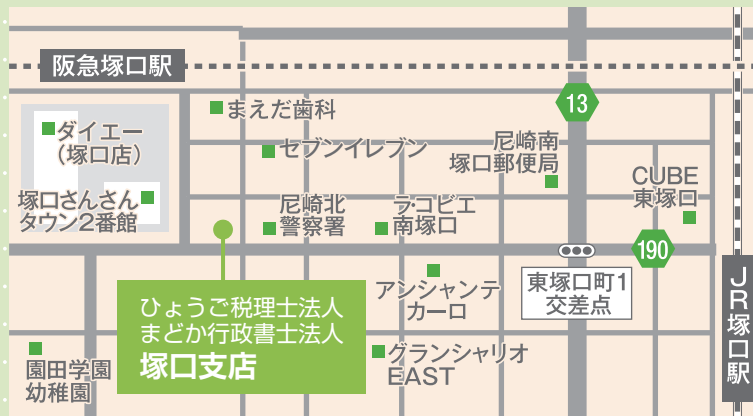 阪急塚口駅
まえだ歯科
13
ダイエー
（塚口店）
セブンイレブン
尼崎南
塚口郵便局
塚口さんさん
タウン2番館
尼崎北
警察署
ラ・コピエ
南塚口
CUBE
東塚口
190
アンシャンテ
カーロ
東塚口町1
交差点
JR塚口駅
ひょうご税理士法人
まどか行政書士法人
塚口支店
園田学園
幼稚園
グランシャリオ
EAST